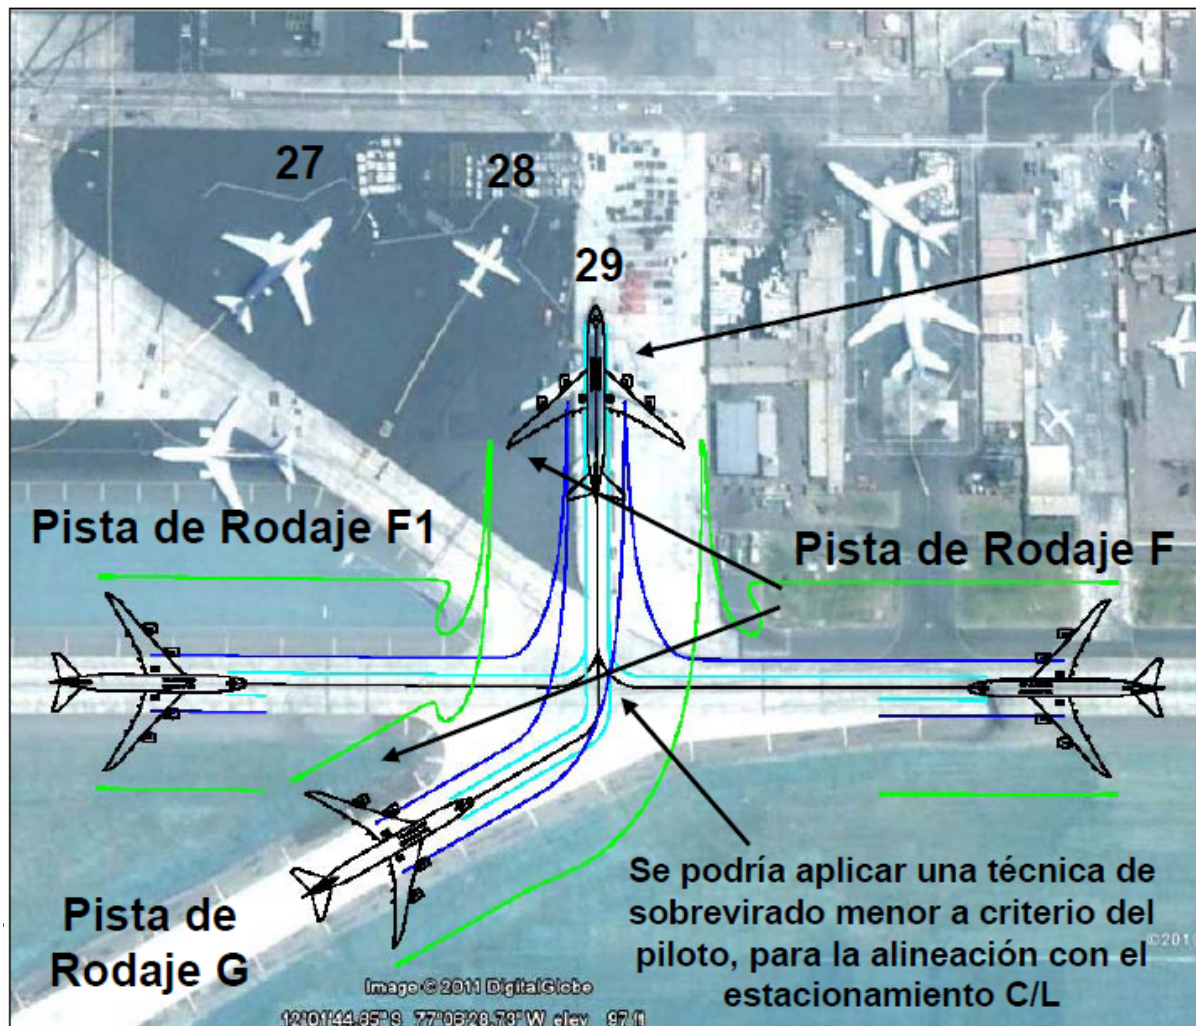 27
28
29
Pista de Rodaje F1
Pista de Rodaje F
Se podría aplicar una técnica de
sobrevirado menor a criterio del
piloto, para la alineación con el
estacionamiento C/L
Pista de
Rodaje G
Image © 2011 DigitalGlobe